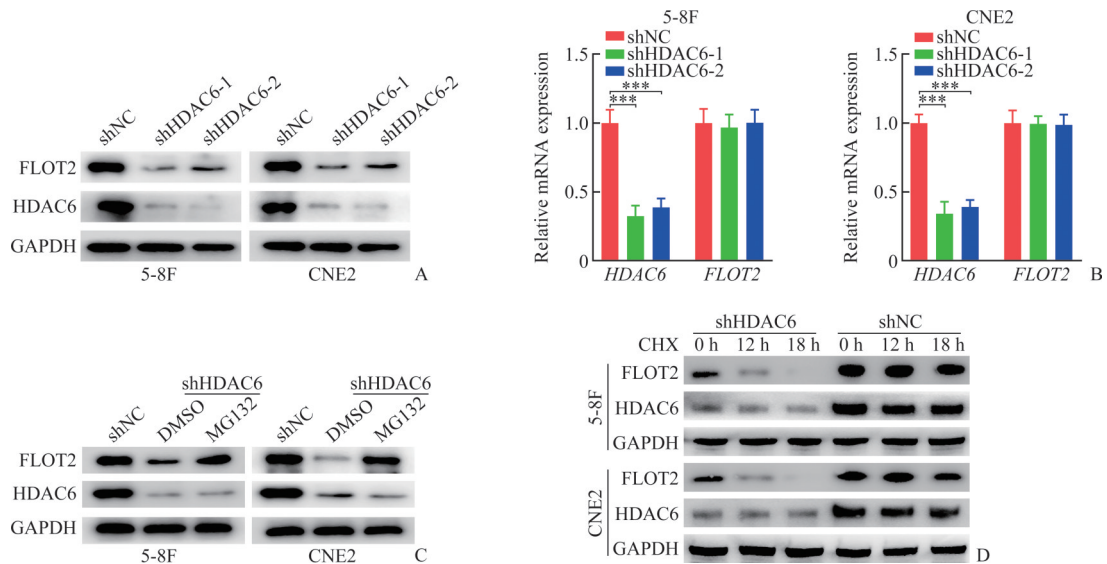 shNC shHDAC6-1 shHDAC6-2 shNC shHDAC6-1 shHDAC6-2
FLOT2
HDAC6
GAPDH
5-8F CNE2 A
5-8F
shNC
shHDAC6-1
shHDAC6-2
Relative mRNA expression
1.5
1.0
0.5
0
***
***
HDAC6 FLOT2
CNE2
shNC
shHDAC6-1
shHDAC6-2
Relative mRNA expression
1.5
1.0
0.5
0
***
***
HDAC6 FLOT2
B
shHDAC6 shHDAC6
shNC DMSO MG132 shNC DMSO MG132
FLOT2
HDAC6
GAPDH
5-8F CNE2 C
shHDAC6 shNC
CHX 0 h 12 h 18 h 0 h 12 h 18 h
5-8F
FLOT2
HDAC6
GAPDH
CNE2
FLOT2
HDAC6
GAPDH
D